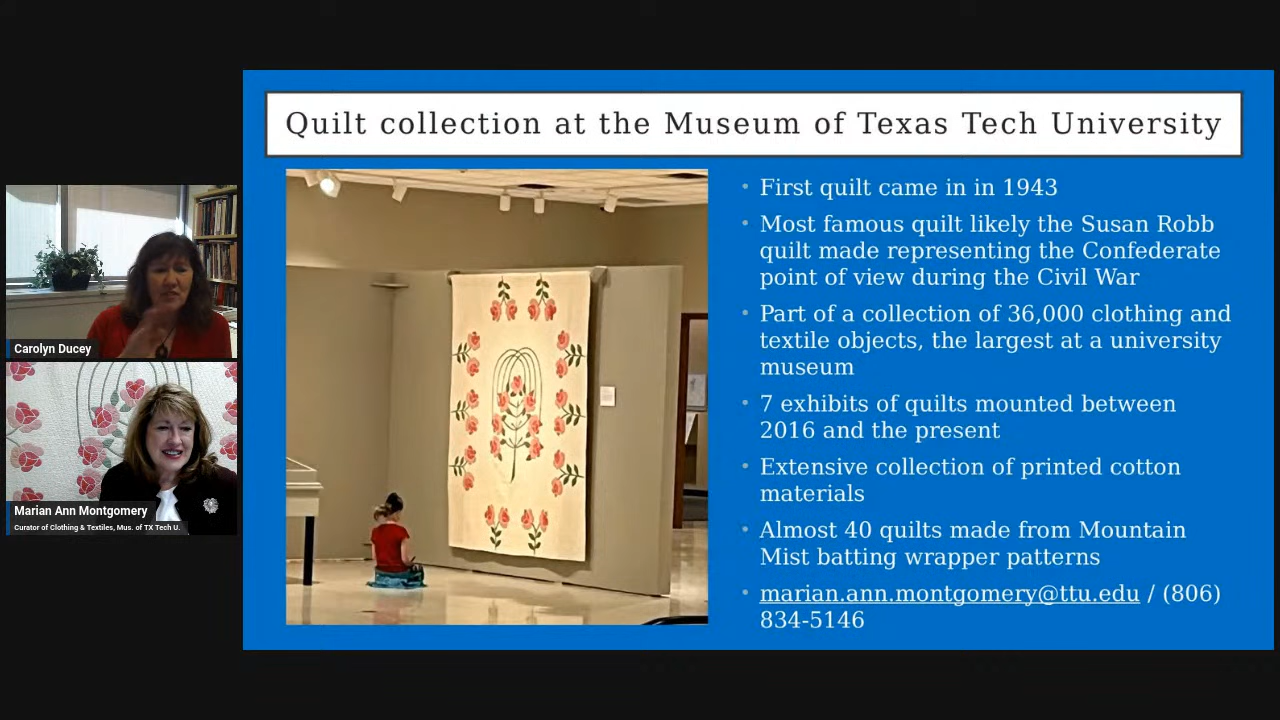 Quilt collection at the Museum of Texas Tech University
First quilt came in in 1943
Most famous quilt likely the Susan Robb
quilt made representing the Confederate
point of view during the Civil War
Part of a collection of 36,000 clothing and
textile objects, the largest at a university
museum
7 exhibits of quilts mounted between
2016 and the present
Extensive collection of printed cotton
materials
Almost 40 quilts made from Mountain
Mist batting wrapper patterns
marian.ann.montgomery@ttu.edu / (806)
834-5146
Carolyn Ducey
Marian Ann Montgomery
Curator of Clothing & Textiles, Mus. of TX Tech U.